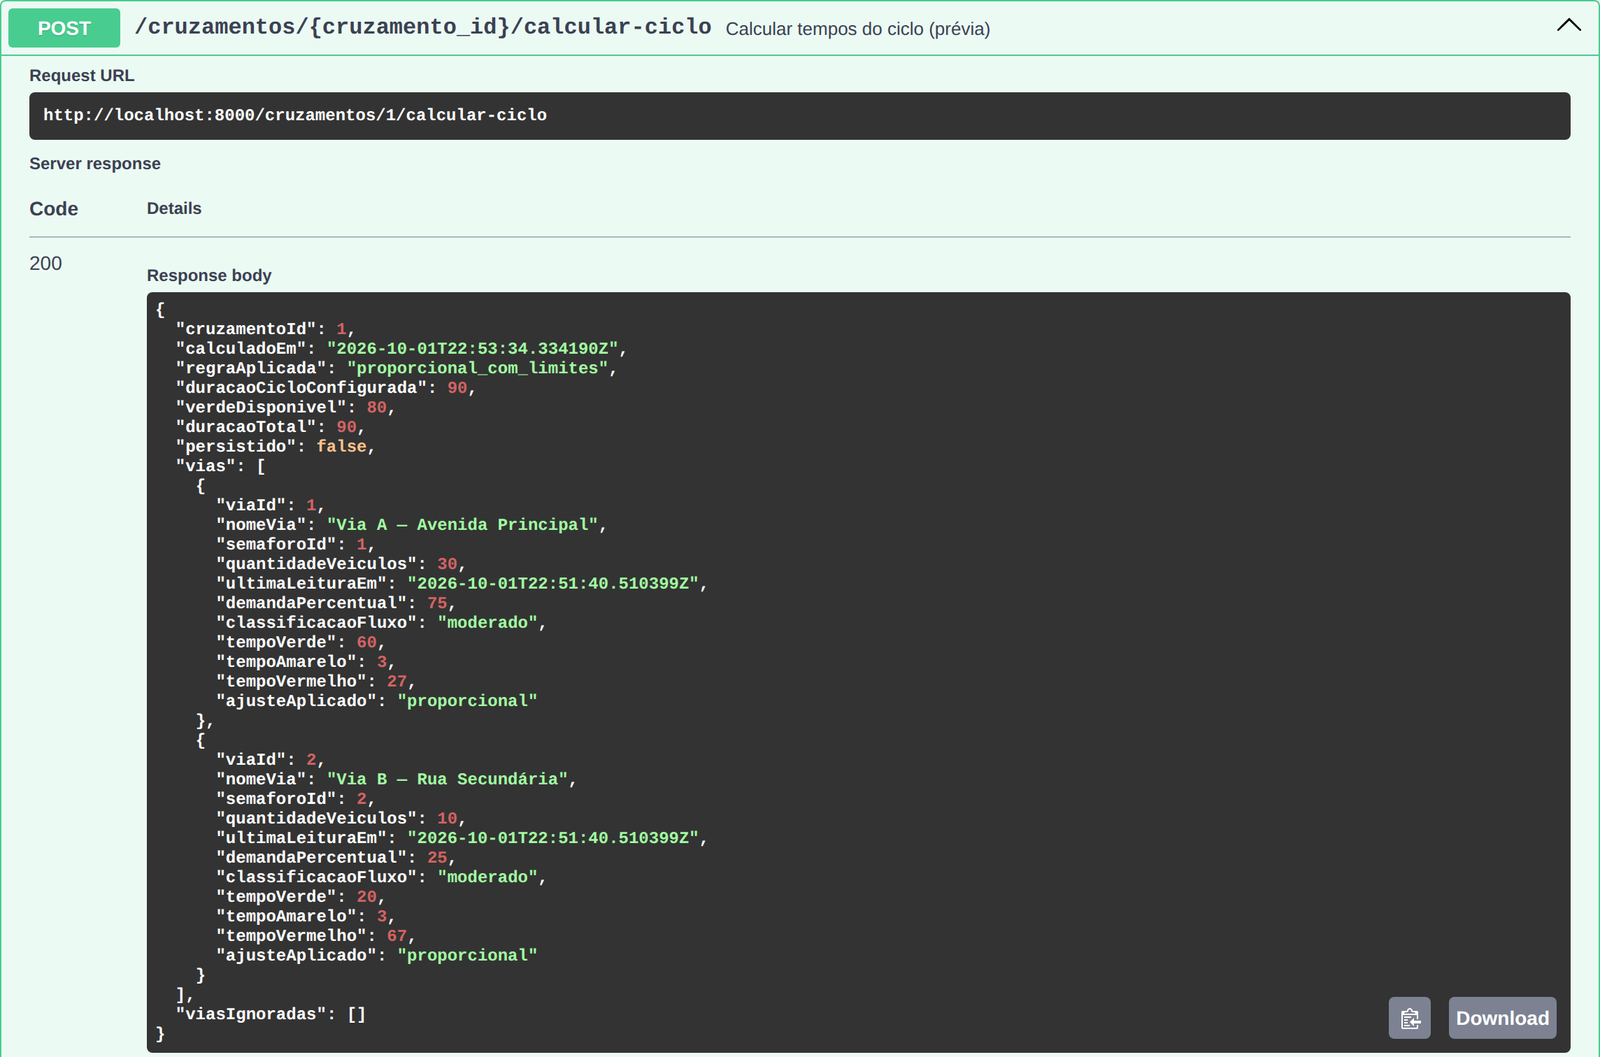 POST /cruzamentos/{cruzamento_id}/calcular-ciclo Calcular tempos do ciclo (prévia)
Request URL
http://localhost:8000/cruzamentos/1/calcular-ciclo
Server response
Code Details
200
Response body
{
  "cruzamentoId": 1,
  "calculadoEm": "2026-10-01T22:53:34.334190Z",
  "regraAplicada": "proporcional_com_limites",
  "duracaoCicloConfigurada": 90,
  "verdeDisponivel": 80,
  "duracaoTotal": 90,
  "persistido": false,
  "vias": [
    {
      "viaId": 1,
      "nomeVia": "Via A — Avenida Principal",
      "semaforoId": 1,
      "quantidadeVeiculos": 30,
      "ultimaLeituraEm": "2026-10-01T22:51:40.510399Z",
      "demandaPercentual": 75,
      "classificacaoFluxo": "moderado",
      "tempoVerde": 60,
      "tempoAmarelo": 3,
      "tempoVermelho": 27,
      "ajusteAplicado": "proporcional"
    },
    {
      "viaId": 2,
      "nomeVia": "Via B — Rua Secundária",
      "semaforoId": 2,
      "quantidadeVeiculos": 10,
      "ultimaLeituraEm": "2026-10-01T22:51:40.510399Z",
      "demandaPercentual": 25,
      "classificacaoFluxo": "moderado",
      "tempoVerde": 20,
      "tempoAmarelo": 3,
      "tempoVermelho": 67,
      "ajusteAplicado": "proporcional"
    }
  ],
  "viasIgnoradas": []
}
Download